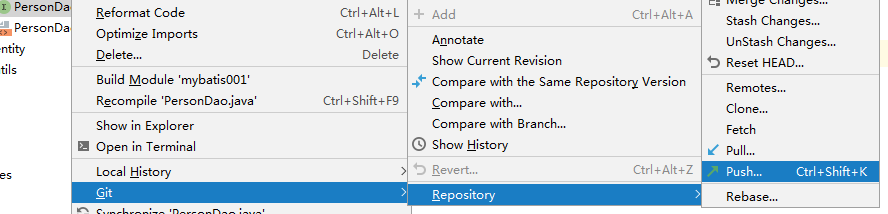 PersonDa
PersonDao
entity
utils
es
Reformat Code Ctrl+Alt+L
Optimize Imports Ctrl+Alt+O
Delete... Delete
Build Module 'mybatis001'
Recompile 'PersonDao.java' Ctrl+Shift+F9
Show in Explorer
Open in Terminal
Local History
Git
Synchronize 'PersonDao.java'
Add Ctrl+Alt+A
Annotate
Show Current Revision
Compare with the Same Repository Version
Compare with...
Compare with Branch...
Show History
Revert... Ctrl+Alt+Z
Repository
Merge Changes...
Stash Changes...
UnStash Changes...
Reset HEAD...
Remotes...
Clone...
Fetch
Pull...
Push... Ctrl+Shift+K
Rebase...